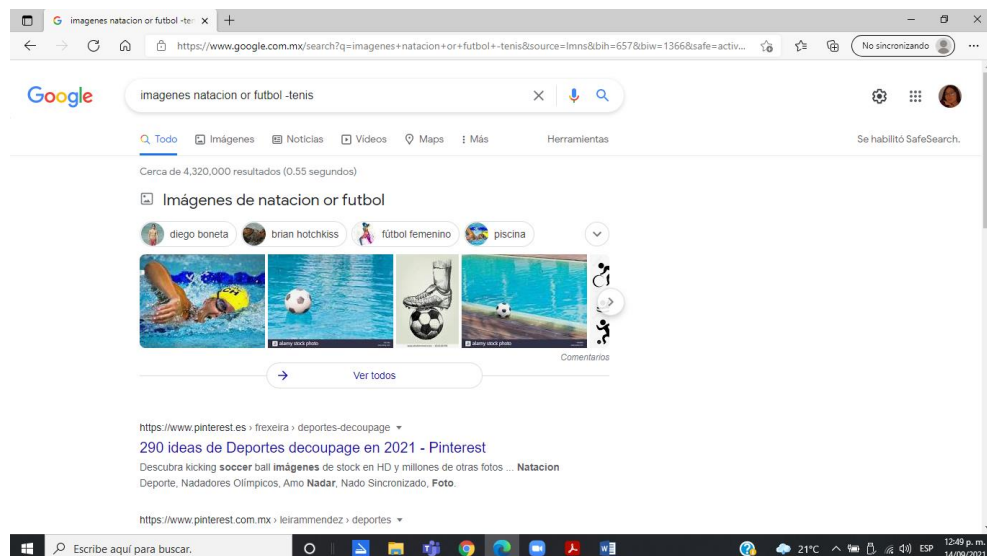 imagenes natacion or futbol -ter
https://www.google.com.mx/search?q=imagenes+natacion+or+futbol+-tenis&source=lmns&bih=657&biw=1366&safe=activ...
No sincronizando
Google
imagenes natacion or futbol -tenis
Todo Imágenes Noticias Videos Maps Más Herramientas Se habilitó SafeSearch.
Cerca de 4,320,000 resultados (0.55 segundos)
Imágenes de natacion or futbol
diego boneta brian hotchkiss fútbol femenino piscina
alamy stock photo alamy stock photo
Comentarios
Ver todos
https://www.pinterest.es › frexeira › deportes-decoupage
290 ideas de Deportes decoupage en 2021 - Pinterest
Descubra kicking soccer ball imágenes de stock en HD y millones de otras fotos ... Natacion
Deporte, Nadadores Olímpicos, Amo Nadar, Nado Sincronizado, Foto.
https://www.pinterest.com.mx › leirammendez › deportes
Escribe aquí para buscar. 21°C ESP 12:49 p. m.
14/09/2021